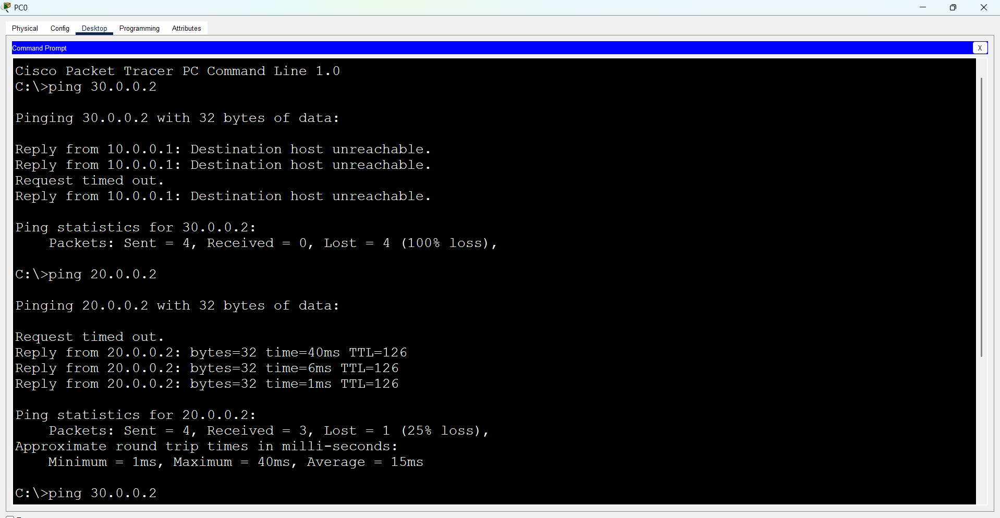 PC0
Physical Config Desktop Programming Attributes
Command Prompt X
Cisco Packet Tracer PC Command Line 1.0
C:\>ping 30.0.0.2
Pinging 30.0.0.2 with 32 bytes of data:
Reply from 10.0.0.1: Destination host unreachable.
Reply from 10.0.0.1: Destination host unreachable.
Request timed out.
Reply from 10.0.0.1: Destination host unreachable.
Ping statistics for 30.0.0.2:
    Packets: Sent = 4, Received = 0, Lost = 4 (100% loss),
C:\>ping 20.0.0.2
Pinging 20.0.0.2 with 32 bytes of data:
Request timed out.
Reply from 20.0.0.2: bytes=32 time=40ms TTL=126
Reply from 20.0.0.2: bytes=32 time=6ms TTL=126
Reply from 20.0.0.2: bytes=32 time=1ms TTL=126
Ping statistics for 20.0.0.2:
    Packets: Sent = 4, Received = 3, Lost = 1 (25% loss),
Approximate round trip times in milli-seconds:
    Minimum = 1ms, Maximum = 40ms, Average = 15ms
C:\>ping 30.0.0.2